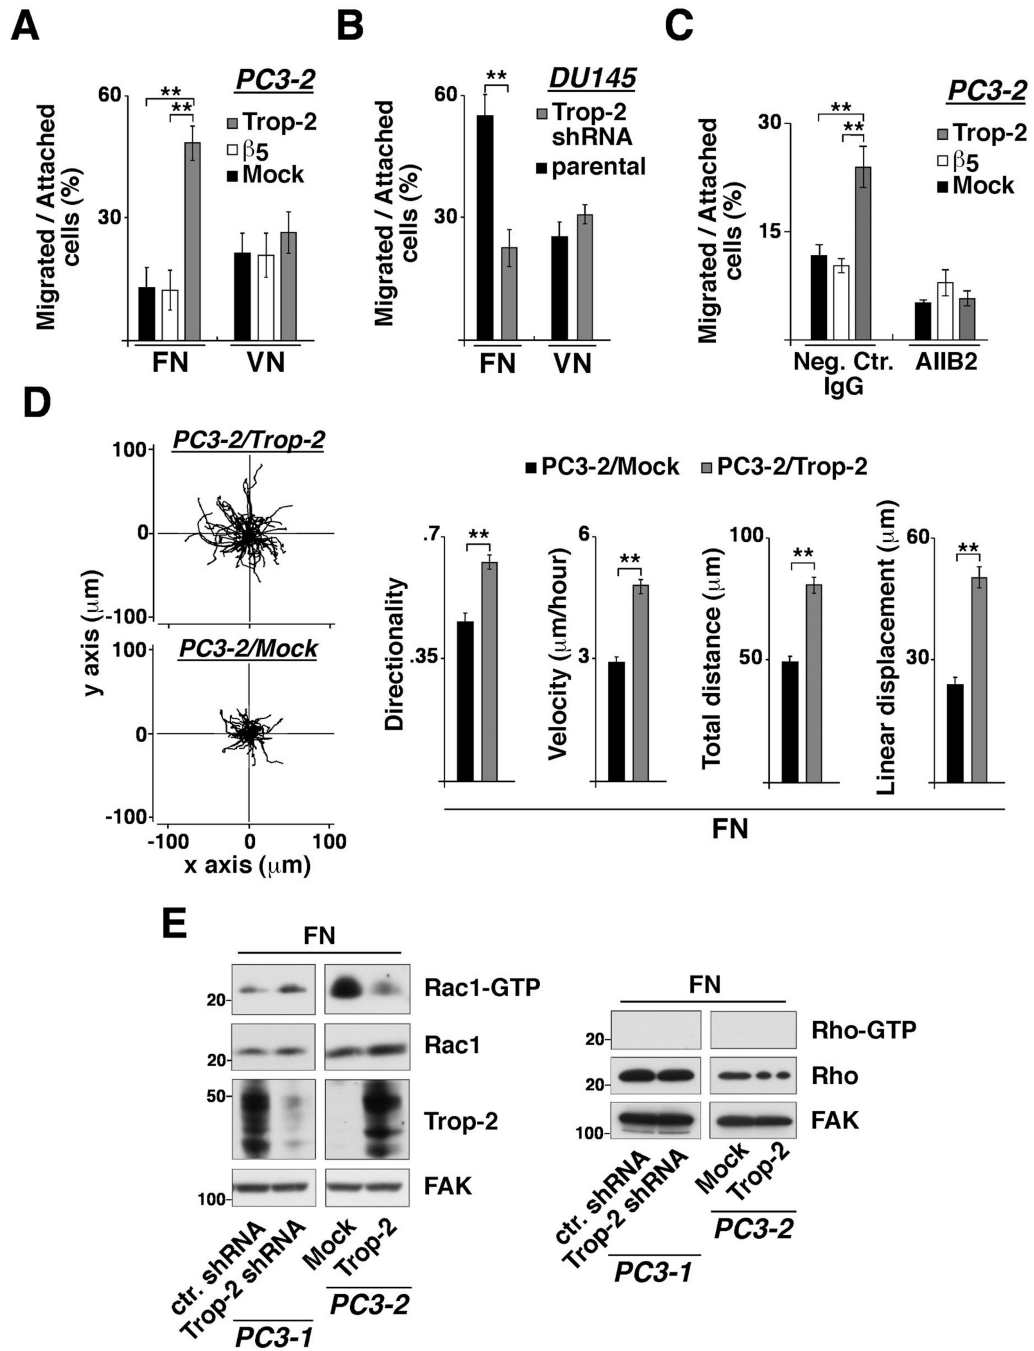 A
PC3-2
Trop-2
β5
Mock
**
**
60
30
Migrated / Attached
cells (%)
FN
VN
B
DU145
Trop-2
shRNA
parental
**
60
30
Migrated / Attached
cells (%)
FN
VN
C
PC3-2
Trop-2
β5
Mock
**
**
30
15
Migrated / Attached
cells (%)
Neg. Ctr.
IgG
AIIB2
D
PC3-2/Trop-2
100
0
-100
PC3-2/Mock
100
0
-100
y axis (μm)
-100
0
100
x axis (μm)
PC3-2/Mock
PC3-2/Trop-2
.7
.35
Directionality
**
6
3
Velocity (μm/hour)
**
100
50
Total distance (μm)
**
60
30
Linear displacement (μm)
**
FN
E
FN
20
Rac1-GTP
20
Rac1
50
Trop-2
100
FAK
ctr. shRNA
Trop-2 shRNA
Mock
Trop-2
PC3-1
PC3-2
FN
20
Rho-GTP
20
Rho
100
FAK
ctr. shRNA
Trop-2 shRNA
Mock
Trop-2
PC3-1
PC3-2